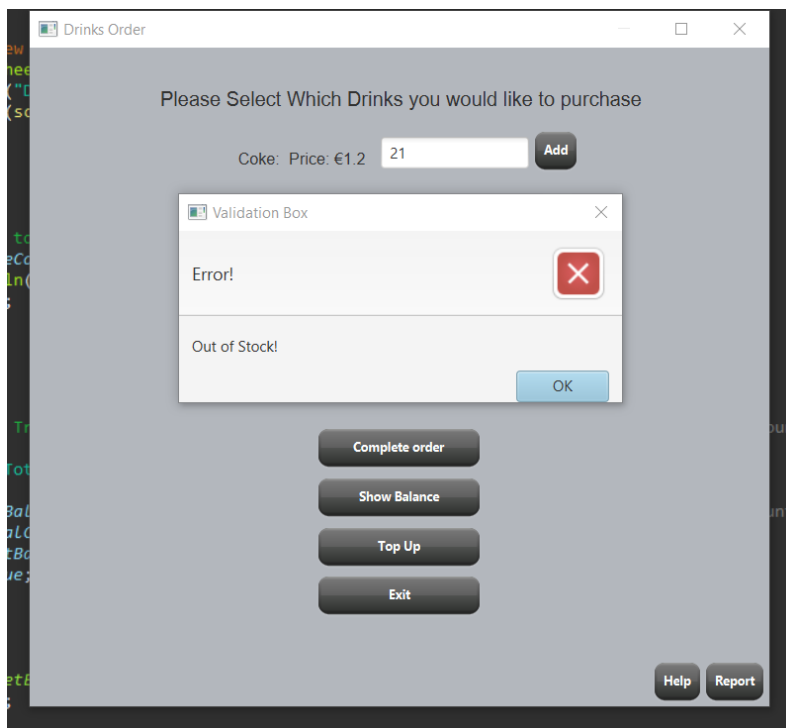 Drinks Order
Please Select Which Drinks you would like to purchase
Coke: Price: €1.2 21 Add
Validation Box
Error!
Out of Stock!
OK
Complete order
Show Balance
Top Up
Exit
Help Report